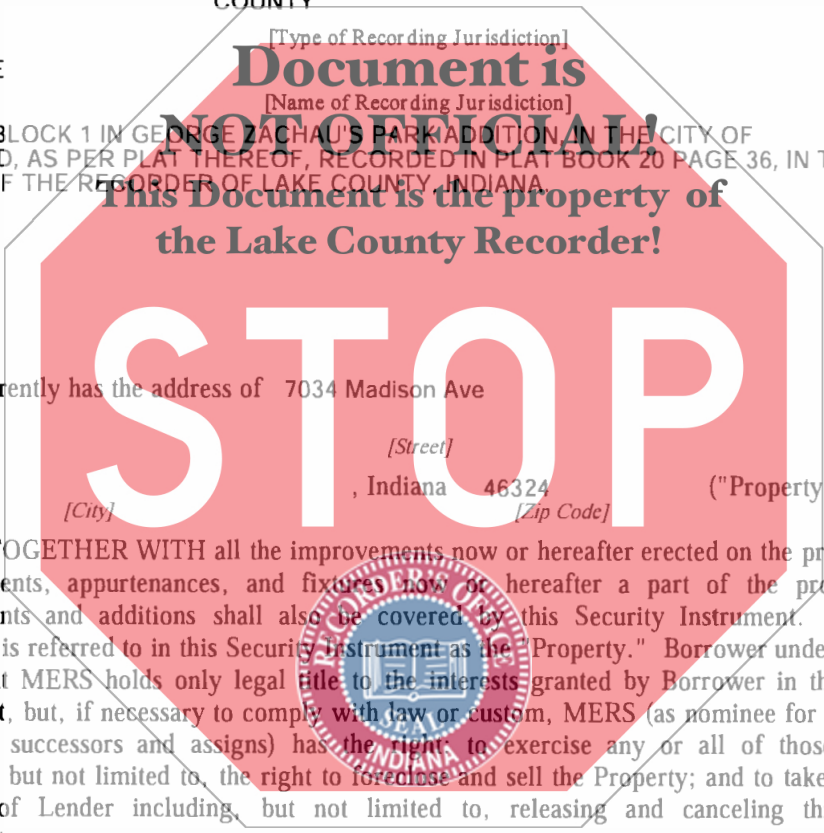 COUNTY
[Type of Recording Jurisdiction]
Document is
[Name of Recording Jurisdiction]
NOT OFFICIAL!
BLOCK 1 IN GEORGE ZACHAU'S PARK ADDITION, IN THE CITY OF
D, AS PER PLAT THEREOF, RECORDED IN PLAT BOOK 20 PAGE 36, IN T
F THE RECORDER OF LAKE COUNTY, INDIANA.
This Document is the property of
the Lake County Recorder!
STOP
rently has the address of 7034 Madison Ave
[Street]
, Indiana 46324 ("Property
[City] [Zip Code]
TOGETHER WITH all the improvements now or hereafter erected on the pr
ents, appurtenances, and fixtures now or hereafter a part of the pro
nts and additions shall also be covered by this Security Instrument.
is referred to in this Security Instrument as the "Property." Borrower unde
t MERS holds only legal title to the interests granted by Borrower in th
t, but, if necessary to comply with law or custom, MERS (as nominee for
successors and assigns) has the right: to exercise any or all of those
but not limited to, the right to foreclose and sell the Property; and to take
of Lender including, but not limited to, releasing and canceling th
RECORDER'S OFFICE
SEAL
INDIANA